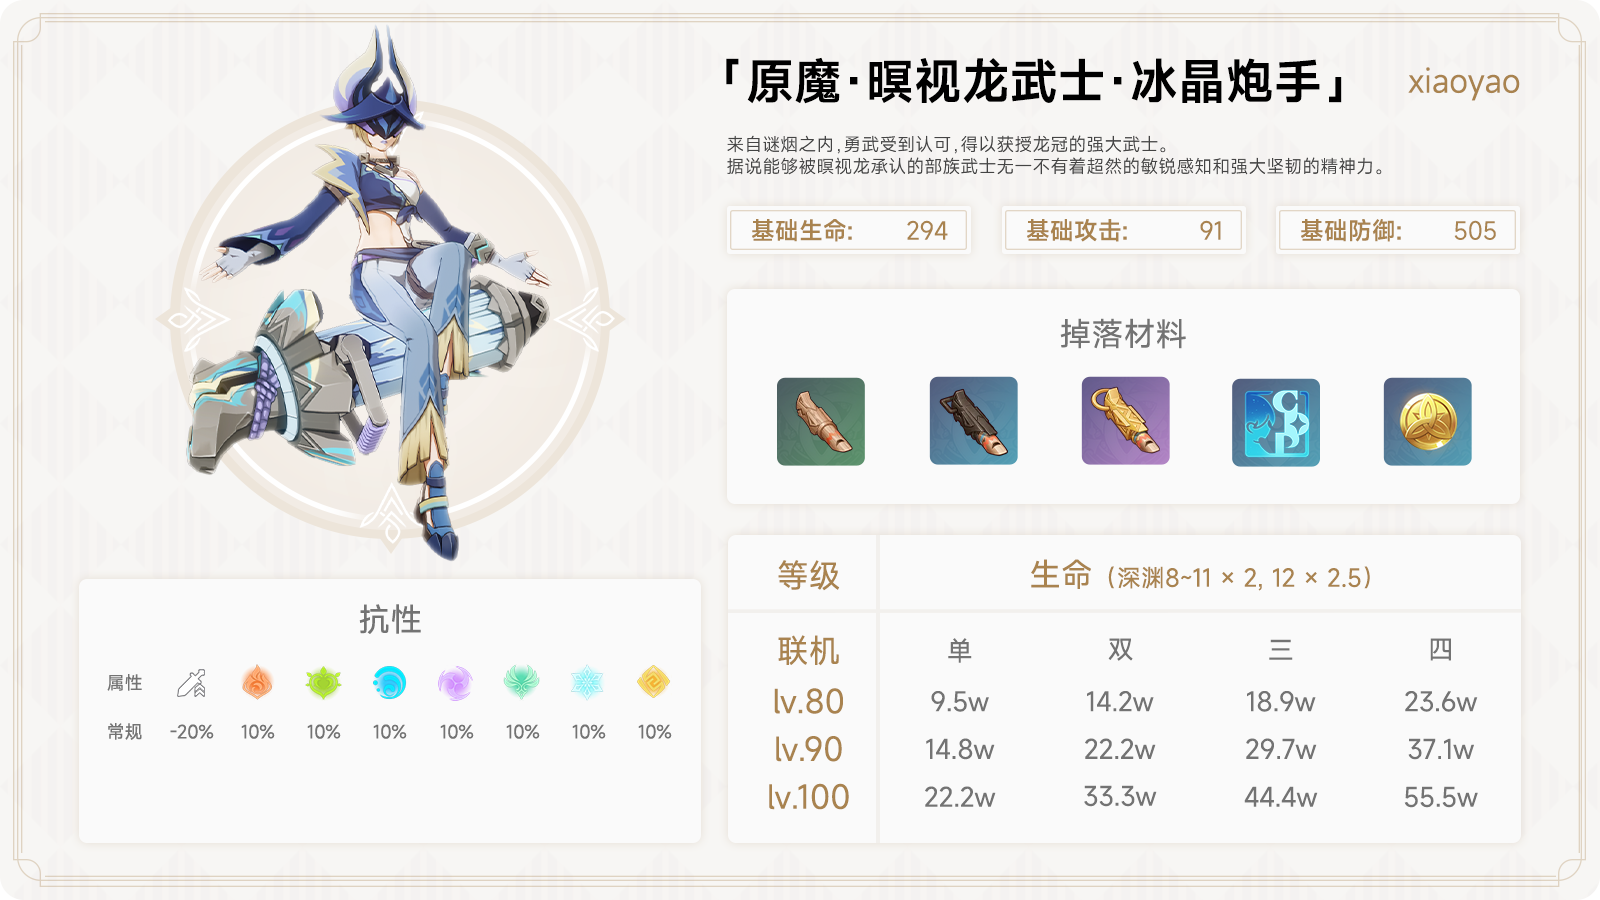 「原魔·暝视龙武士·冰晶炮手」
xiaoyao
来自谜烟之内,勇武受到认可,得以获授龙冠的强大武士。
据说能够被暝视龙承认的部族武士无一不有着超然的敏锐感知和强大坚韧的精神力。
基础生命: 294
基础攻击: 91
基础防御: 505
掉落材料
抗性
属性
常规 -20% 10% 10% 10% 10% 10% 10% 10%
等级 生命（深渊8~11 × 2, 12 × 2.5）
联机 单 双 三 四
lv.80 9.5w 14.2w 18.9w 23.6w
lv.90 14.8w 22.2w 29.7w 37.1w
lv.100 22.2w 33.3w 44.4w 55.5w